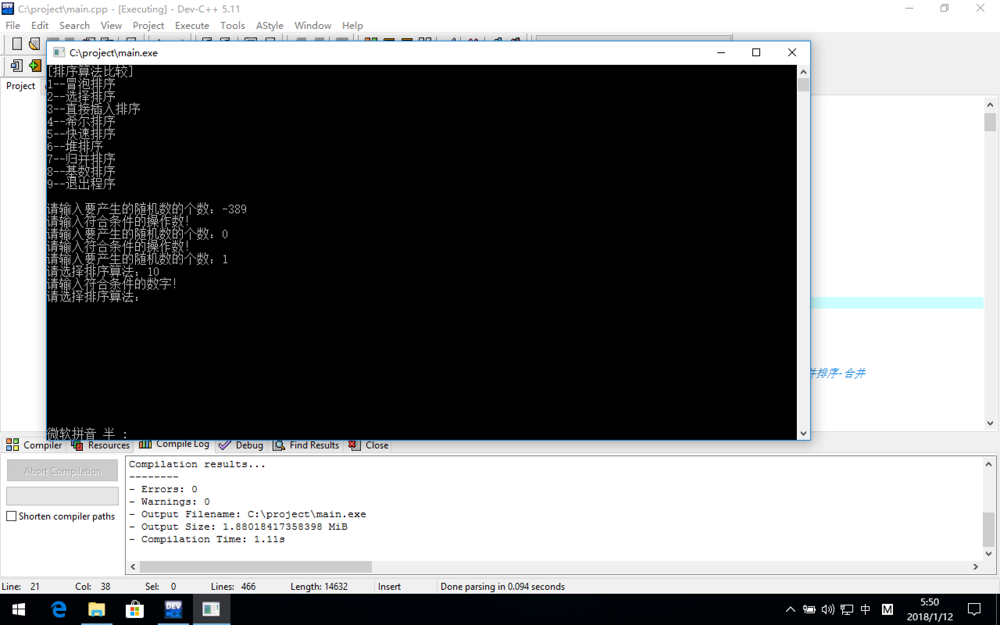 C:\project\main.cpp - [Executing] - Dev-C++ 5.11
File Edit Search View Project Execute Tools AStyle Window Help
C:\project\main.exe
Project
[排序算法比较]
1--冒泡排序
2--选择排序
3--直接插入排序
4--希尔排序
5--快速排序
6--堆排序
7--归并排序
8--基数排序
9--退出程序
请输入要产生的随机数的个数：-389
请输入符合条件的操作数！
请输入要产生的随机数的个数：0
请输入符合条件的操作数！
请输入要产生的随机数的个数：1
请选择排序算法：10
请输入符合条件的数字！
请选择排序算法：
并排序-合并
微软拼音 半 ：
Compiler Resources Compile Log Debug Find Results Close
Abort Compilation
Shorten compiler paths
Compilation results...
--------
- Errors: 0
- Warnings: 0
- Output Filename: C:\project\main.exe
- Output Size: 1.88018417358398 MiB
- Compilation Time: 1.11s
Line: 21 Col: 38 Sel: 0 Lines: 466 Length: 14632 Insert Done parsing in 0.094 seconds
DEV C++
中 M
5:50
2018/1/12